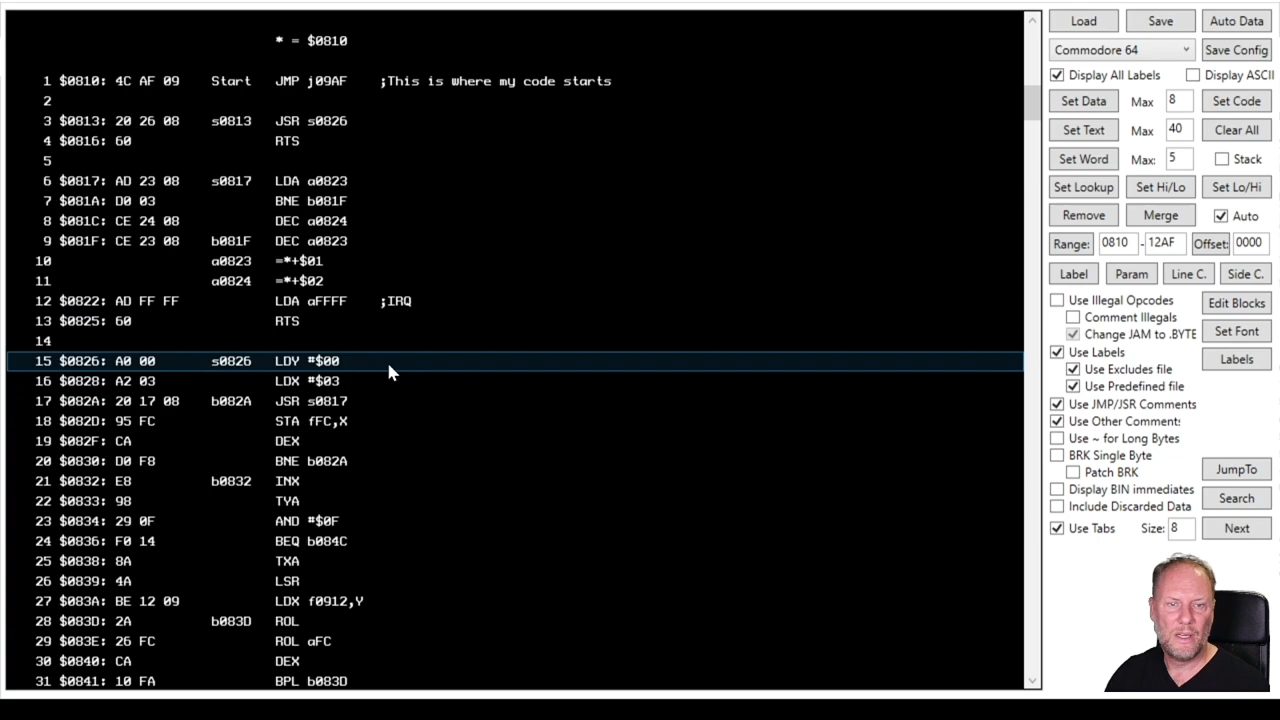 * = $0810
1 $0810: 4C AF 09 Start JMP j09AF ;This is where my code starts
2
3 $0813: 20 26 08 s0813 JSR s0826
4 $0816: 60 RTS
5
6 $0817: AD 23 08 s0817 LDA a0823
7 $081A: D0 03 BNE b081F
8 $081C: CE 24 08 DEC a0824
9 $081F: CE 23 08 b081F DEC a0823
10 a0823 =*+$01
11 a0824 =*+$02
12 $0822: AD FF FF LDA aFFFF ;IRQ
13 $0825: 60 RTS
14
15 $0826: A0 00 s0826 LDY #$00
16 $0828: A2 03 LDX #$03
17 $082A: 20 17 08 b082A JSR s0817
18 $082D: 95 FC STA fFC,X
19 $082F: CA DEX
20 $0830: D0 F8 BNE b082A
21 $0832: E8 b0832 INX
22 $0833: 98 TYA
23 $0834: 29 0F AND #$0F
24 $0836: F0 14 BEQ b084C
25 $0838: 8A TXA
26 $0839: 4A LSR
27 $083A: BE 12 09 LDX f0912,Y
28 $083D: 2A b083D ROL
29 $083E: 26 FC ROL aFC
30 $0840: CA DEX
31 $0841: 10 FA BPL b083D
Load Save Auto Data
Commodore 64 Save Config
Display All Labels Display ASCII
Set Data Max 8 Set Code
Set Text Max 40 Clear All
Set Word Max: 5 Stack
Set Lookup Set Hi/Lo Set Lo/Hi
Remove Merge Auto
Range: 0810 - 12AF Offset: 0000
Label Param Line C. Side C.
Use Illegal Opcodes Edit Blocks
Comment Illegals
Change JAM to .BYTE Set Font
Use Labels Labels
Use Excludes file
Use Predefined file
Use JMP/JSR Comments
Use Other Comments
Use ~ for Long Bytes
BRK Single Byte
Patch BRK JumpTo
Display BIN immediates
Include Discarded Data Search
Use Tabs Size: 8 Next